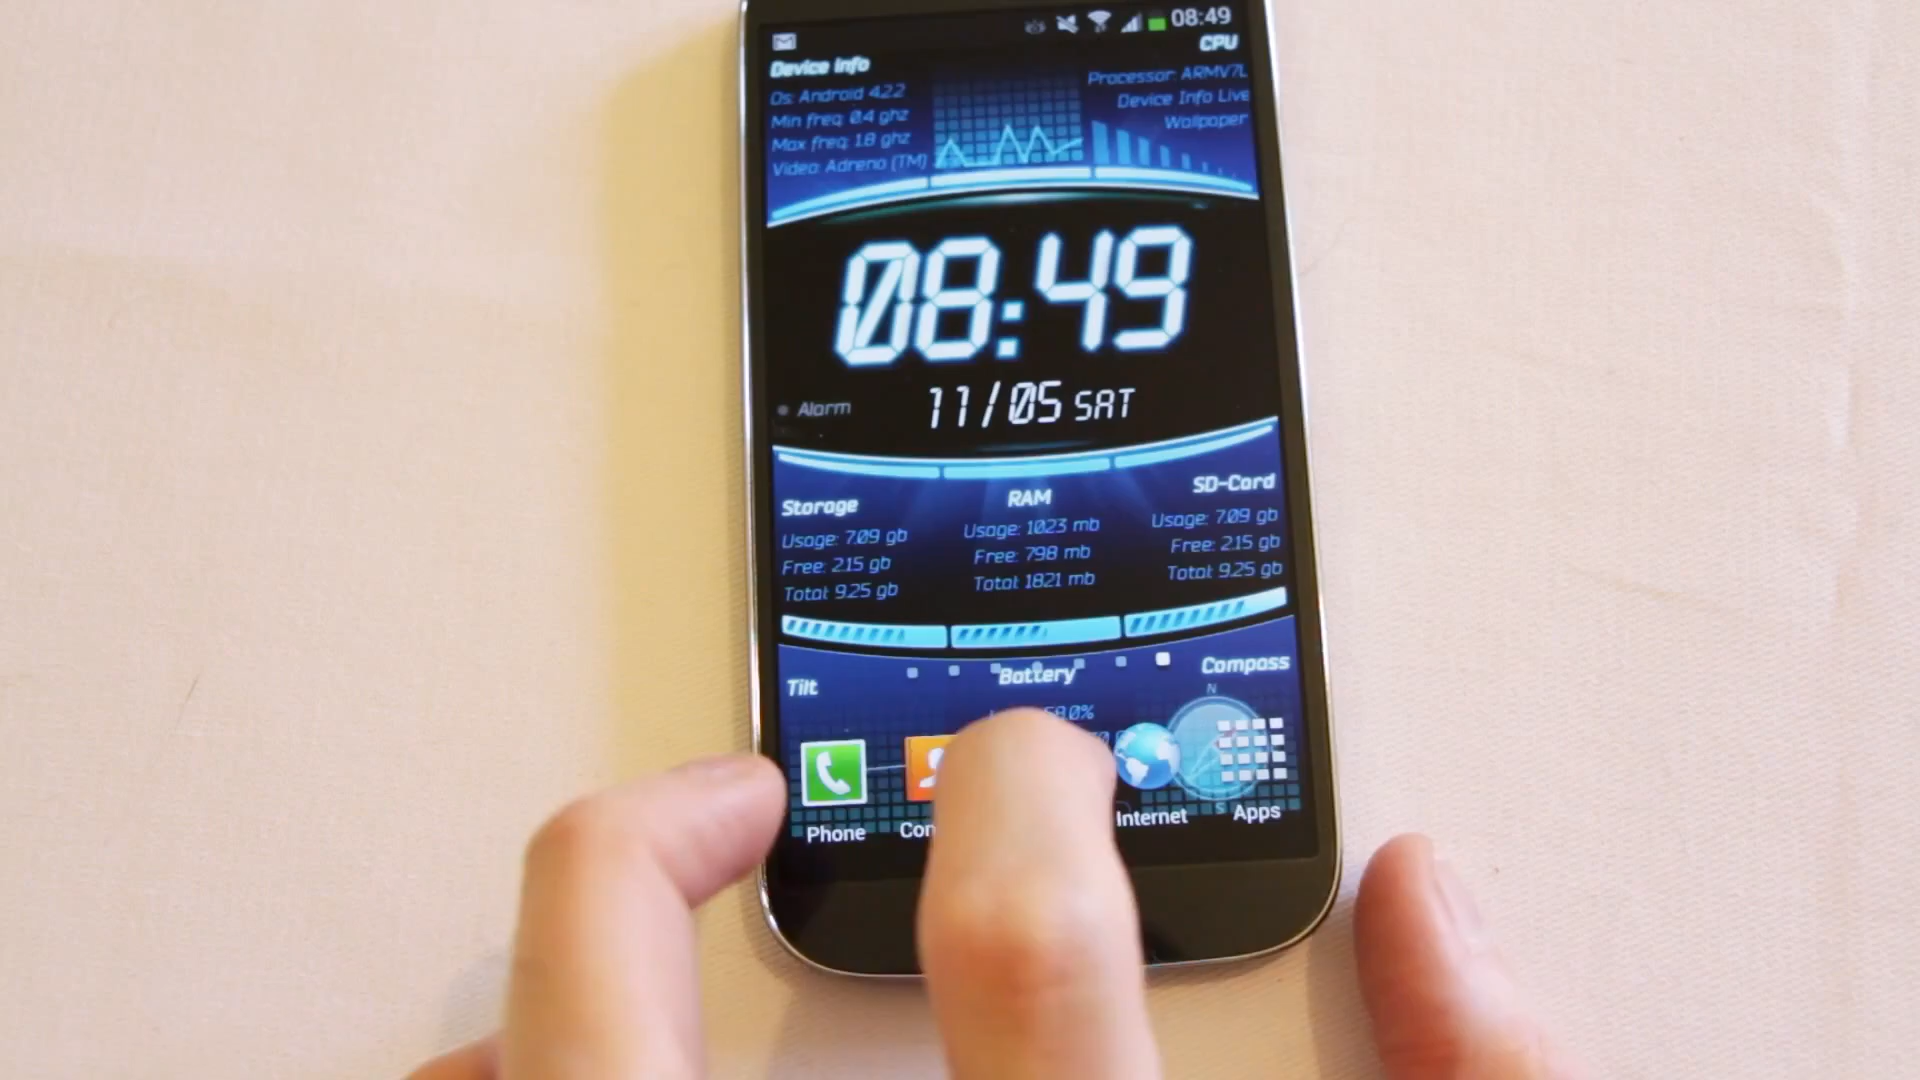 08:49
Device Info
Os: Android 4.2.2
Min freq: 0.4 ghz
Max freq: 1.8 ghz
Video: Adreno (TM)
CPU
Processor: ARMV7L
Device Info Live
Wallpaper
08:49
Alarm
11/05 SAT
Storage
Usage: 7.09 gb
Free: 2.15 gb
Total: 9.25 gb
RAM
Usage: 1023 mb
Free: 798 mb
Total: 1821 mb
SD-Card
Usage: 7.09 gb
Free: 2.15 gb
Total: 9.25 gb
Tilt
Battery
Compass
N
S
Phone
Con
Internet
Apps